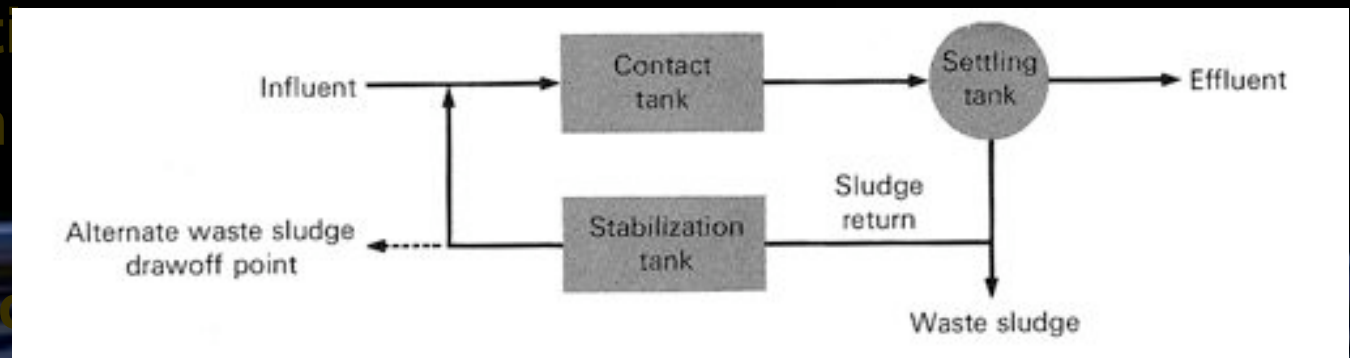 Influent
Contact
tank
Settling
tank
Effluent
Sludge
return
Stabilization
tank
Alternate waste sludge
drawoff point
Waste sludge